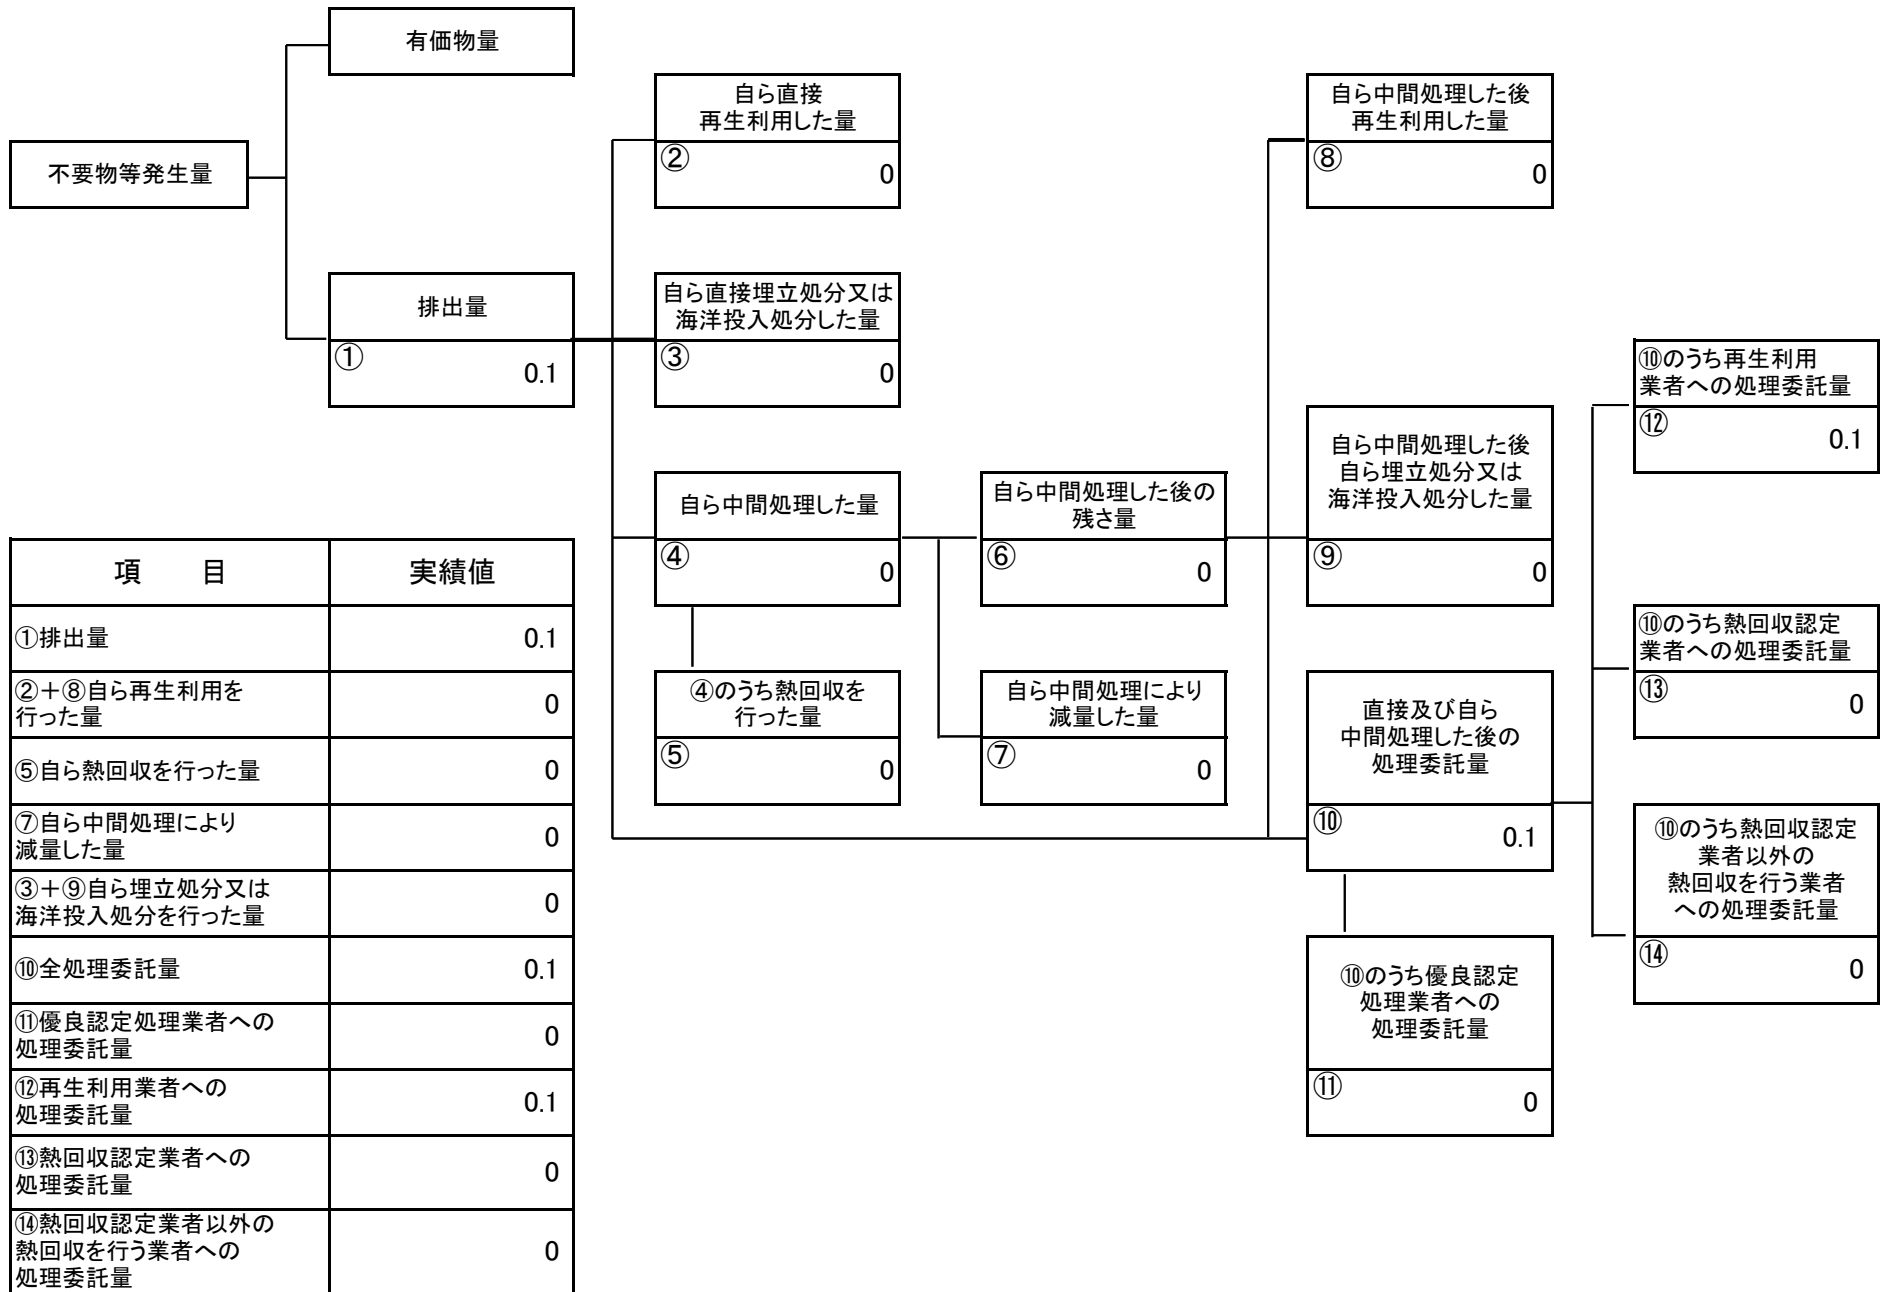 有価物量
不要物等発生量
排出量
①
0.1
自ら直接
再生利用した量
②
0
自ら直接埋立処分又は
海洋投入処分した量
③
0
自ら中間処理した量
④
0
④のうち熱回収を
行った量
⑤
0
自ら中間処理した後の
残さ量
⑥
0
自ら中間処理により
減量した量
⑦
0
自ら中間処理した後
再生利用した量
⑧
0
自ら中間処理した後
自ら埋立処分又は
海洋投入処分した量
⑨
0
直接及び自ら
中間処理した後の
処理委託量
⑩
0.1
⑩のうち優良認定
処理業者への
処理委託量
⑪
0
⑩のうち再生利用
業者への処理委託量
⑫
0.1
⑩のうち熱回収認定
業者への処理委託量
⑬
0
⑩のうち熱回収認定
業者以外の
熱回収を行う業者
への処理委託量
⑭
0
項　　目 実績値
①排出量 0.1
②＋⑧自ら再生利用を
行った量 0
⑤自ら熱回収を行った量 0
⑦自ら中間処理により
減量した量 0
③＋⑨自ら埋立処分又は
海洋投入処分を行った量 0
⑩全処理委託量 0.1
⑪優良認定処理業者への
処理委託量 0
⑫再生利用業者への
処理委託量 0.1
⑬熱回収認定業者への
処理委託量 0
⑭熱回収認定業者以外の
熱回収を行う業者への
処理委託量 0